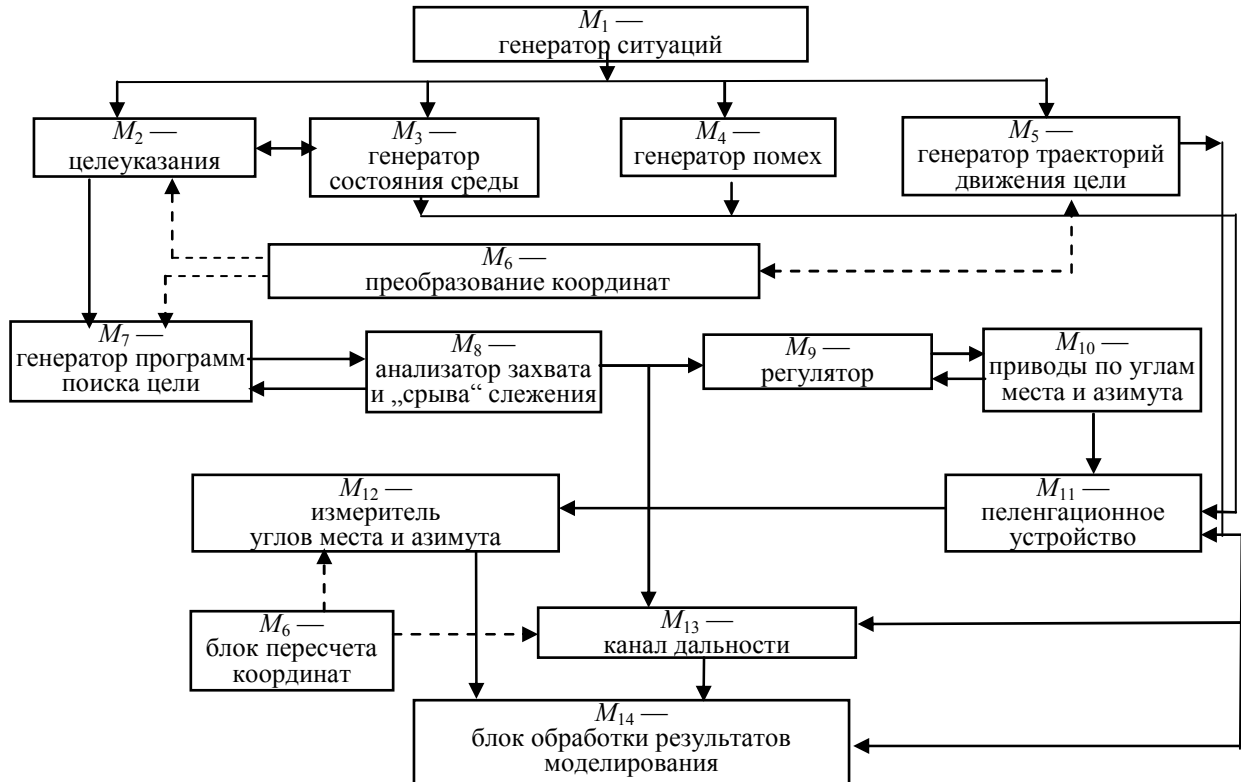 M1 —
генератор ситуаций
M2 —
целеуказания
M3 —
генератор
состояния среды
M4 —
генератор помех
M5 —
генератор траекторий
движения цели
M6 —
преобразование координат
M7 —
генератор программ
поиска цели
M8 —
анализатор захвата
и „срыва“ слежения
M9 —
регулятор
M10 —
приводы по углам
места и азимута
M12 —
измеритель
углов места и азимута
M11 —
пеленгационное
устройство
M6 —
блок пересчета
координат
M13 —
канал дальности
M14 —
блок обработки результатов
моделирования